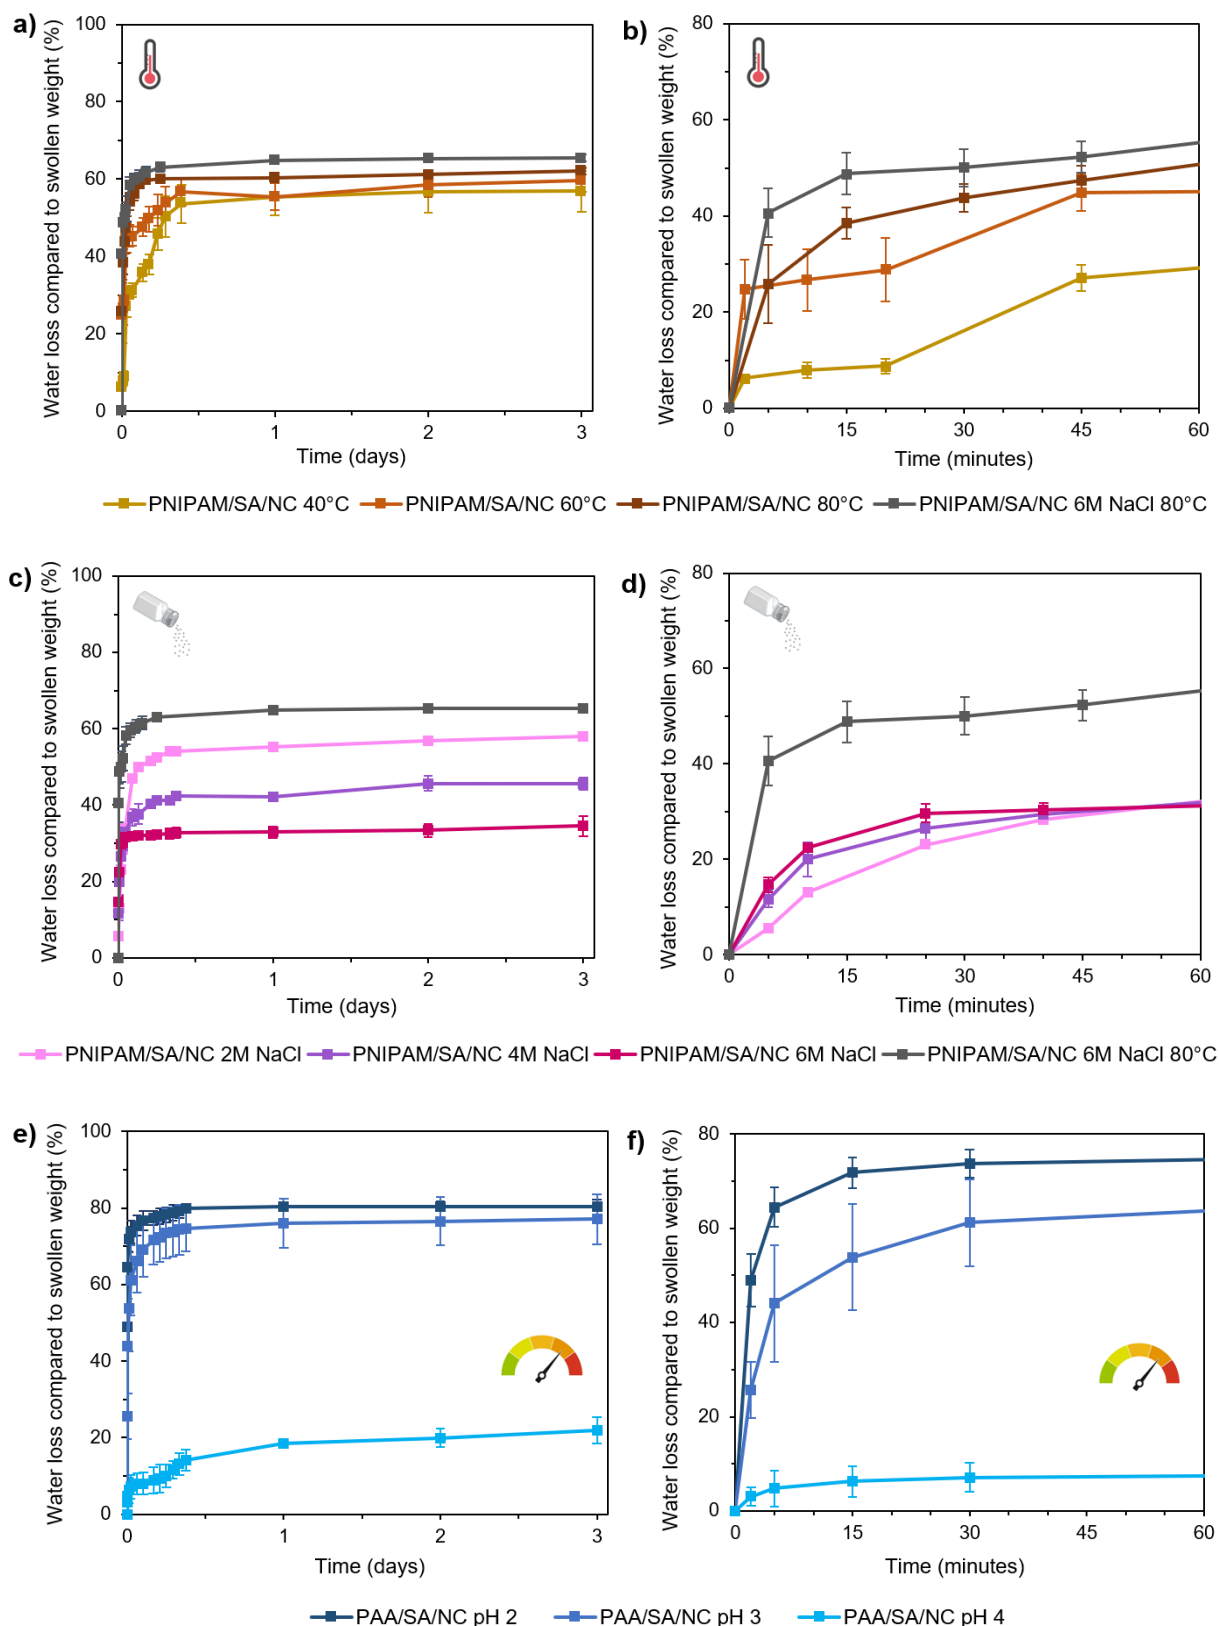 a)
Water loss compared to swollen weight (%)
100
80
60
40
20
0
0 1 2 3
Time (days)
b)
Water loss compared to swollen weight (%)
80
60
40
20
0
0 15 30 45 60
Time (minutes)
PNIPAM/SA/NC 40°C PNIPAM/SA/NC 60°C PNIPAM/SA/NC 80°C PNIPAM/SA/NC 6M NaCl 80°C
c)
Water loss compared to swollen weight (%)
100
80
60
40
20
0
0 1 2 3
Time (days)
d)
Water loss compared to swollen weight (%)
80
60
40
20
0
0 15 30 45 60
Time (minutes)
PNIPAM/SA/NC 2M NaCl PNIPAM/SA/NC 4M NaCl PNIPAM/SA/NC 6M NaCl PNIPAM/SA/NC 6M NaCl 80°C
e)
Water loss compared to swollen weight (%)
100
80
60
40
20
0
0 1 2 3
Time (days)
f)
Water loss compared to swollen weight (%)
80
60
40
20
0
0 15 30 45 60
Time (minutes)
PAA/SA/NC pH 2 PAA/SA/NC pH 3 PAA/SA/NC pH 4